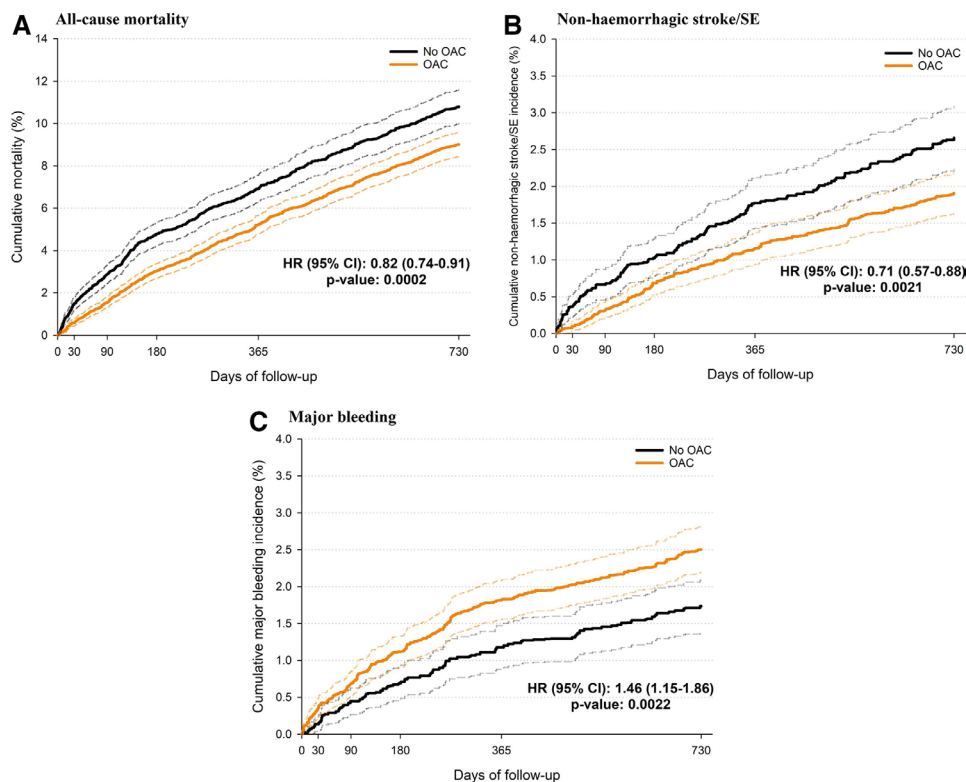 A
All-cause mortality
14
12
10
8
6
4
2
0
Cumulative mortality (%)
No OAC
OAC
HR (95% CI): 0.82 (0.74-0.91)
p-value: 0.0002
0 30 90 180 365 730
Days of follow-up
B
Non-haemorrhagic stroke/SE
4.0
3.5
3.0
2.5
2.0
1.5
1.0
0.5
0.0
Cumulative non-haemorrhagic stroke/SE incidence (%)
No OAC
OAC
HR (95% CI): 0.71 (0.57-0.88)
p-value: 0.0021
0 30 90 180 365 730
Days of follow-up
C
Major bleeding
4.0
3.5
3.0
2.5
2.0
1.5
1.0
0.5
0.0
Cumulative major bleeding incidence (%)
No OAC
OAC
HR (95% CI): 1.46 (1.15-1.86)
p-value: 0.0022
0 30 90 180 365 730
Days of follow-up